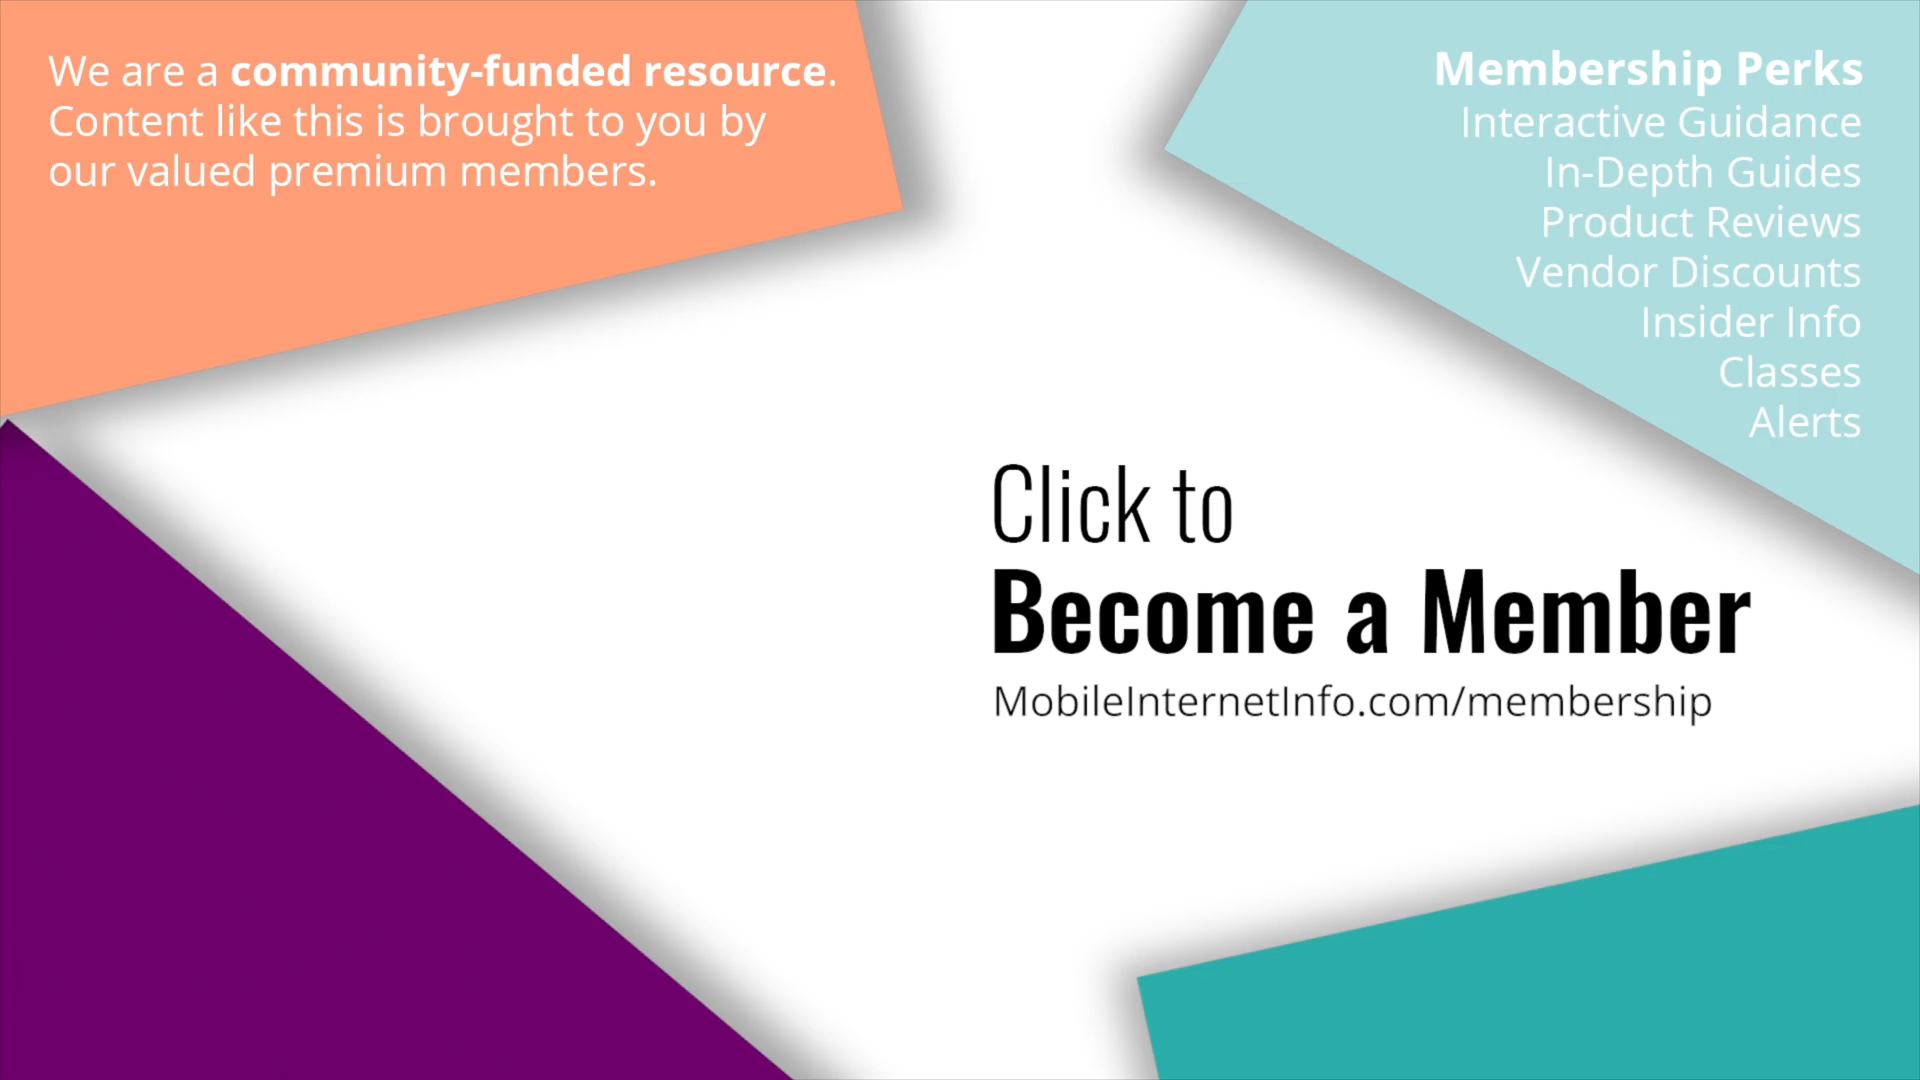 We are a community-funded resource.
Content like this is brought to you by
our valued premium members.
Membership Perks
Interactive Guidance
In-Depth Guides
Product Reviews
Vendor Discounts
Insider Info
Classes
Alerts
Click to
Become a Member
MobileInternetInfo.com/membership